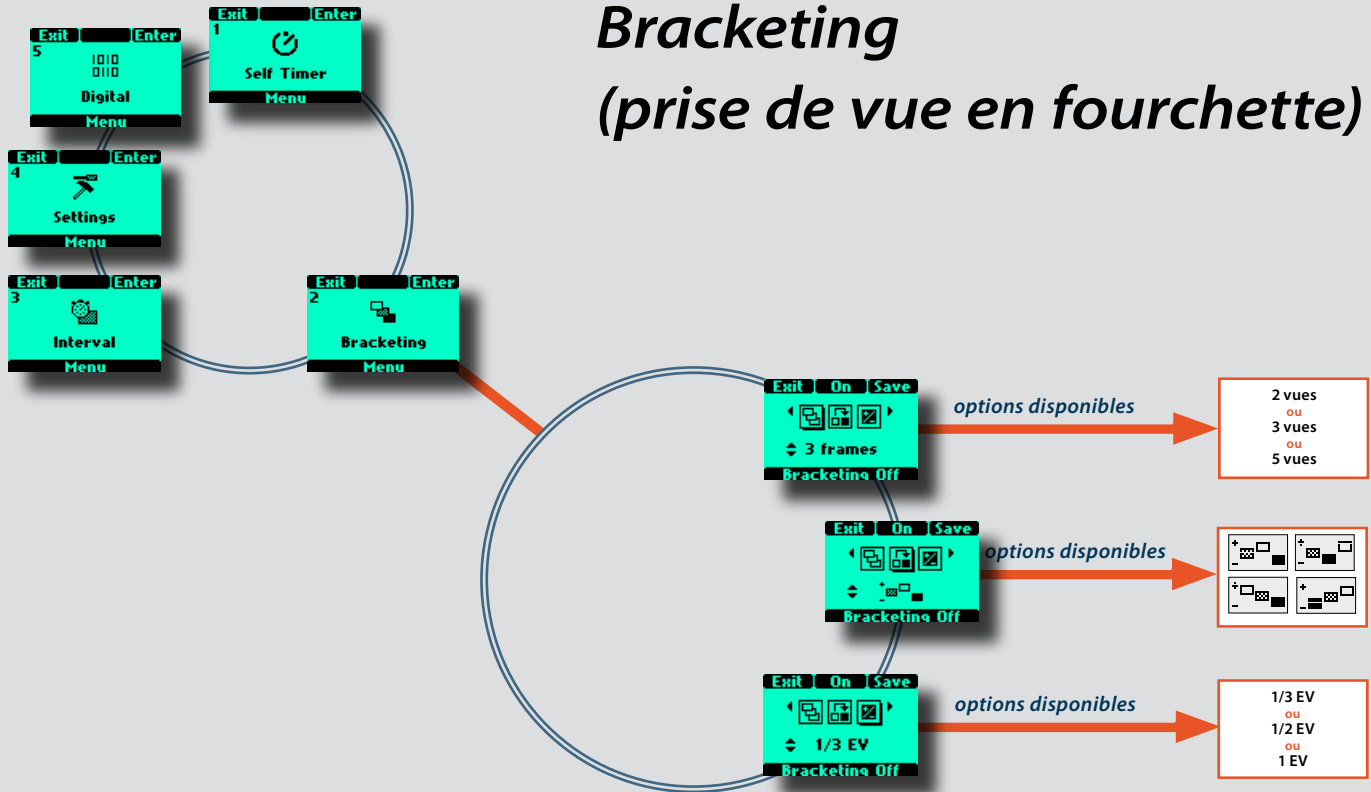 Bracketing
(prise de vue en fourchette)
Exit Enter
1
Self Timer
Menu
Exit Enter
5
1010
0110
Digital
Menu
Exit Enter
4
Settings
Menu
Exit Enter
3
Interval
Menu
Exit Enter
2
Bracketing
Menu
Exit On Save
3 frames
Bracketing Off
options disponibles
2 vues
ou
3 vues
ou
5 vues
Exit On Save
+
-
Bracketing Off
options disponibles
+
-
+
-
+
-
+
-
Exit On Save
1/3 EV
Bracketing Off
options disponibles
1/3 EV
ou
1/2 EV
ou
1 EV